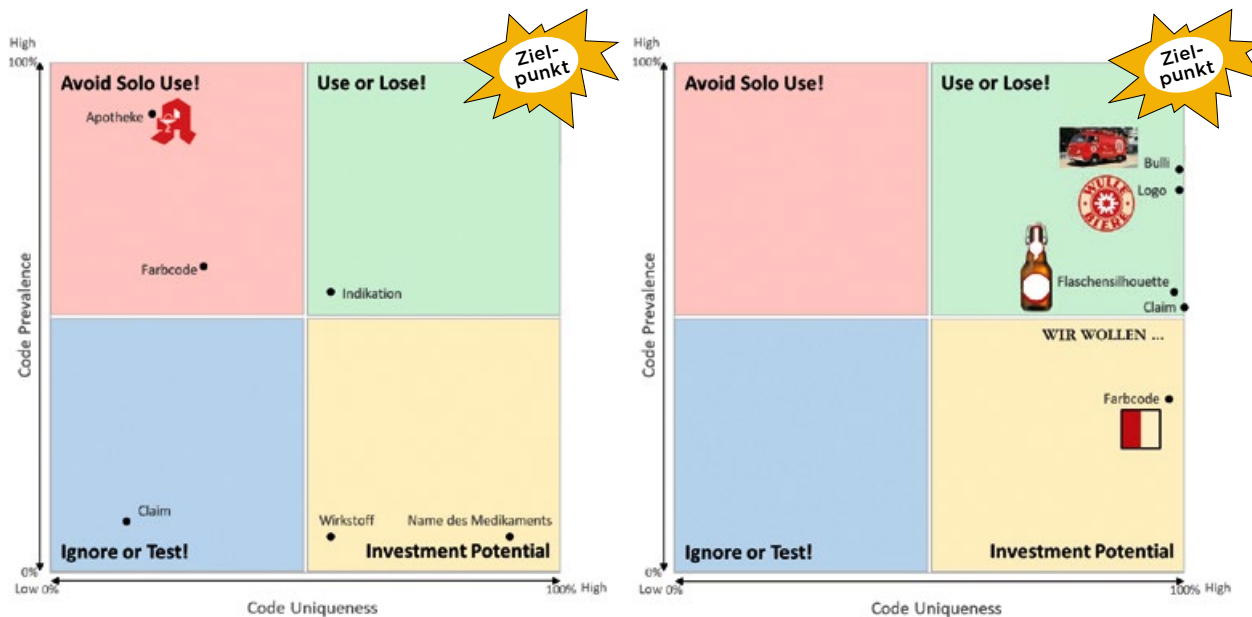 High
100%
Avoid Solo Use!
Use or Lose!
Ziel-
punkt
Apotheke
Farbcode
Indikation
Code Prevalence
Claim
Wirkstoff
Name des Medikaments
Ignore or Test!
Investment Potential
0%
Low 0%
100% High
Code Uniqueness
High
100%
Avoid Solo Use!
Use or Lose!
Ziel-
punkt
Bulli
Logo
WULLE
BIERE
Flaschensilhouette
Claim
WIR WOLLEN ...
Code Prevalence
Farbcode
Ignore or Test!
Investment Potential
0%
Low 0%
100% High
Code Uniqueness